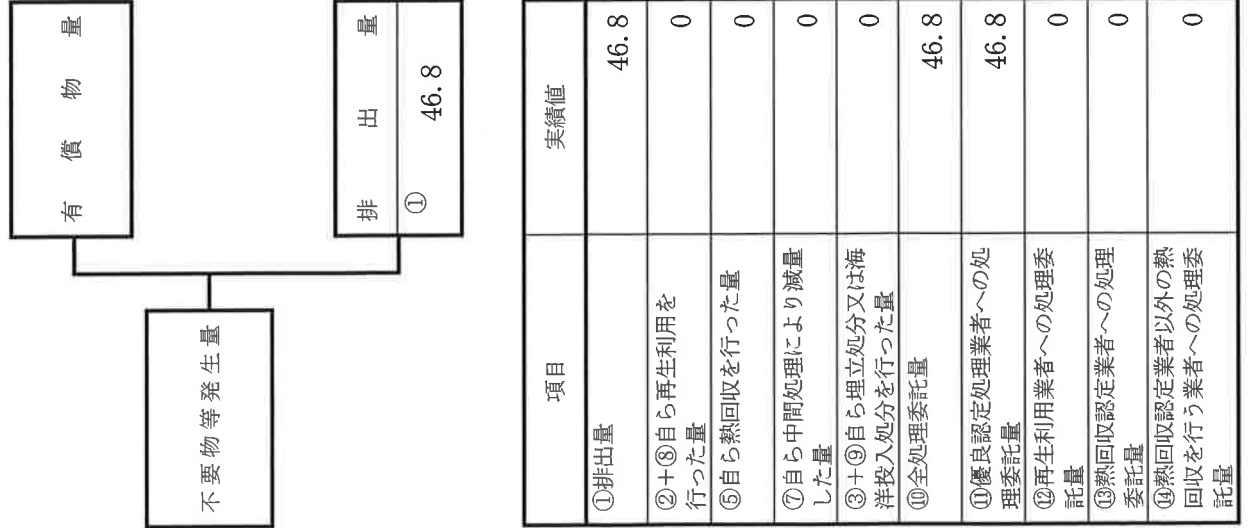 不要物等発生量
有償物量
排出量
① 46.8
項目 実績値
①排出量 46.8
②+⑧自ら再生利用を
行った量 0
⑤自ら熱回収を行った量 0
⑦自ら中間処理により減量
した量 0
③+⑨自ら埋立処分又は海
洋投入処分を行った量 0
⑩全処理委託量 46.8
⑪優良認定処理業者への処
理委託量 46.8
⑫再生利用業者への処理委
託量 0
⑬熱回収認定業者への処理
委託量 0
⑭熱回収認定業者以外の熱
回収を行う業者への処理委
託量 0